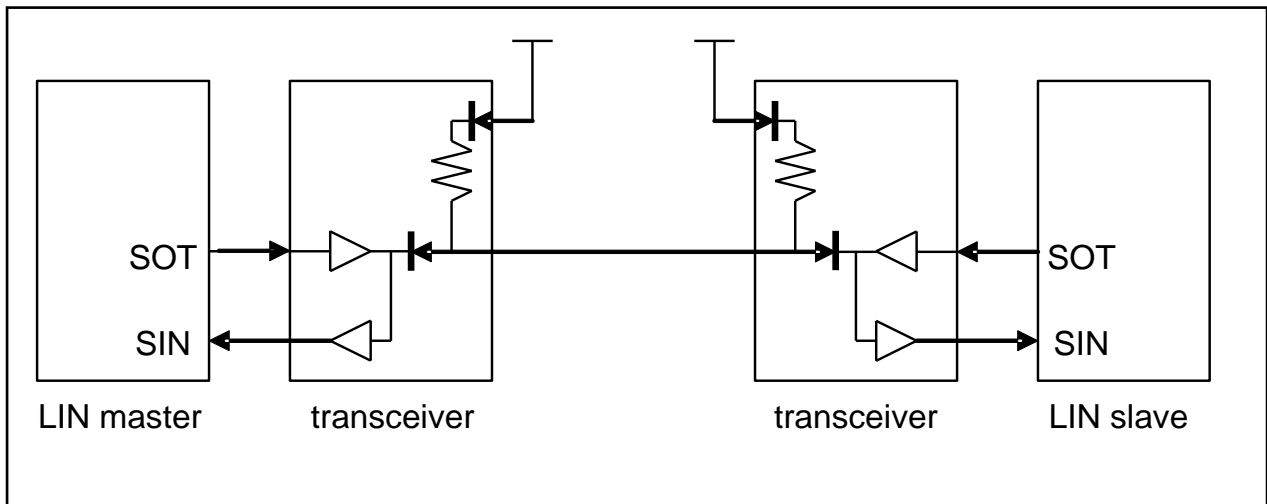 SOT
SOT
SIN
SIN
LIN master
transceiver
transceiver
LIN slave